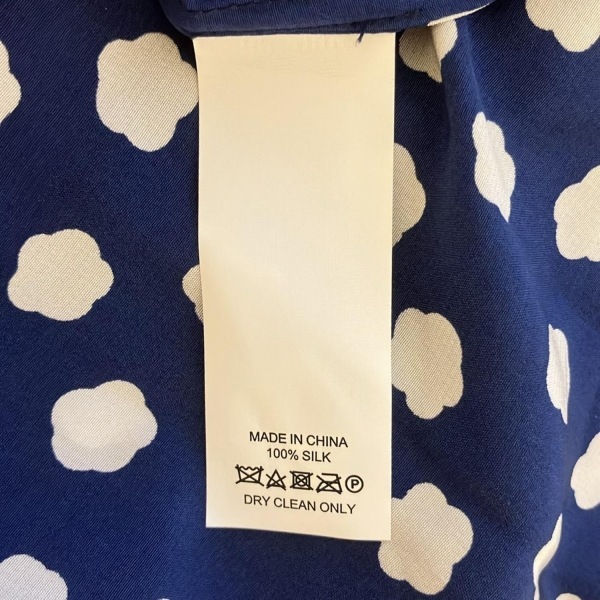 MADE IN CHINA
100% SILK
P
DRY CLEAN ONLY